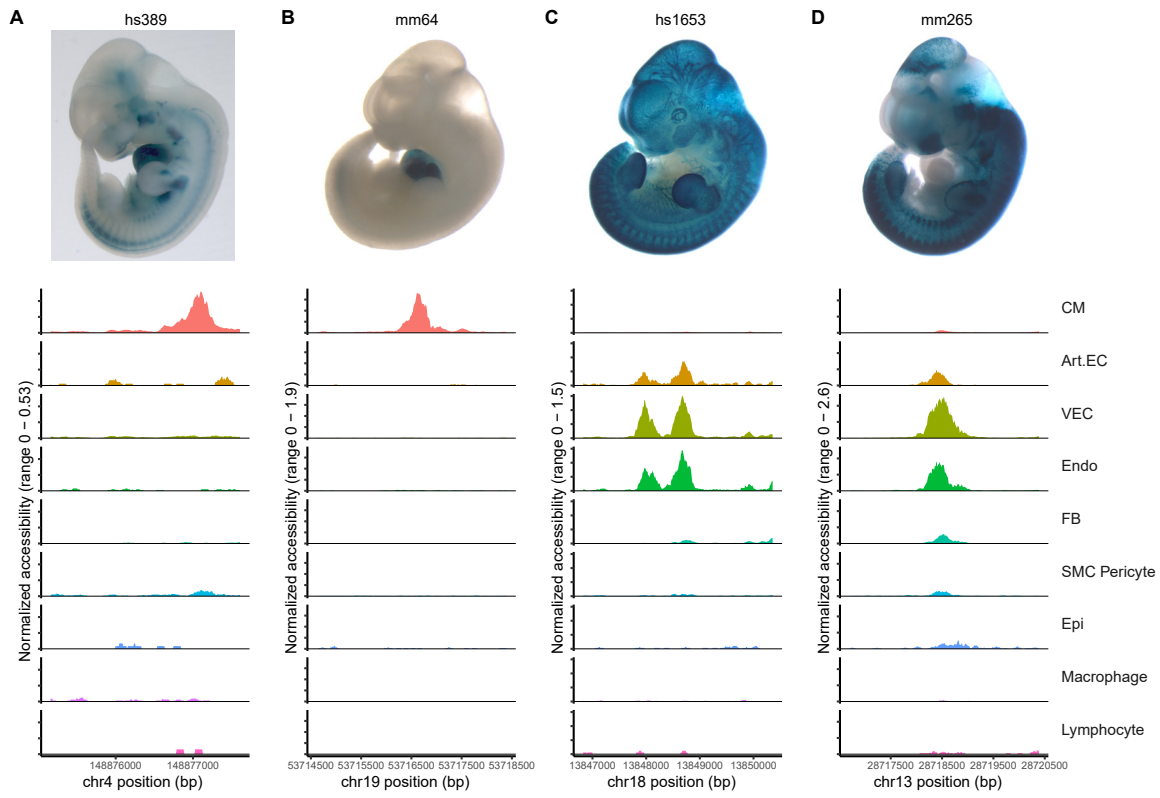 A hs389 B mm64 C hs1653 D mm265
CM
Art.EC
VEC
Endo
FB
SMC Pericyte
Epi
Macrophage
Lymphocyte
Normalized accessibility (range 0 − 0.53)
Normalized accessibility (range 0 − 1.9)
Normalized accessibility (range 0 − 1.5)
Normalized accessibility (range 0 − 2.6)
148876000 148877000
53714500 53715500 53716500 53717500 53718500
13847000 13848000 13849000 13850000
28717500 28718500 28719500 28720500
chr4 position (bp) chr19 position (bp) chr18 position (bp) chr13 position (bp)